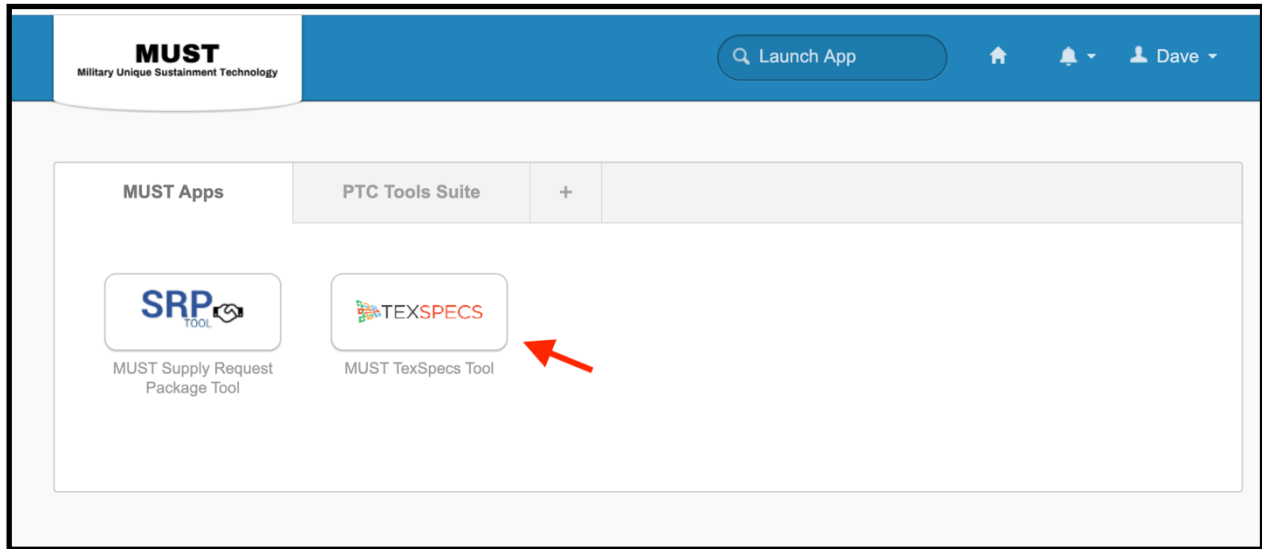 MUST
Military Unique Sustainment Technology
Launch App
Dave
MUST Apps
PTC Tools Suite
+
SRP
TOOL
TEXSPECS
MUST Supply Request
Package Tool
MUST TexSpecs Tool